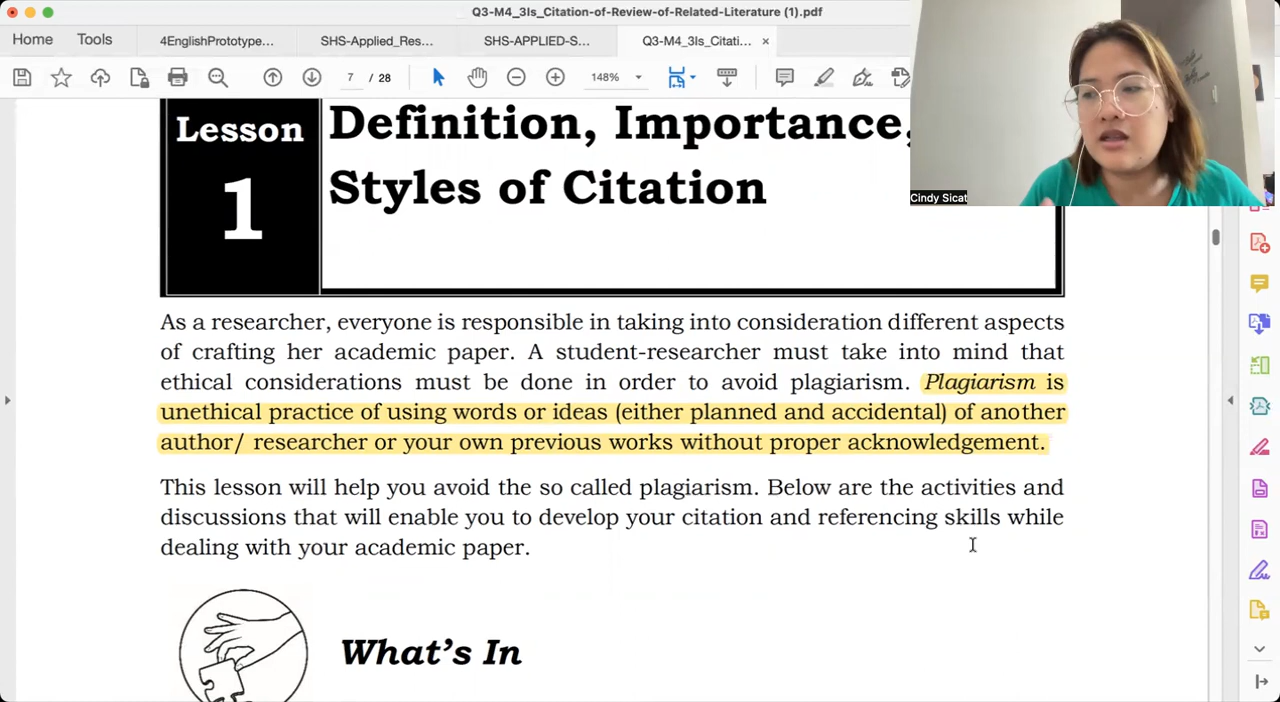 Q3-M4_3Is_Citation-of-Review-of-Related-Literature (1).pdf
Home Tools 4EnglishPrototype... SHS-Applied_Res... SHS-APPLIED-S... Q3-M4_3Is_Citati... ×
7 / 28 148%
Lesson
1
Definition, Importance,
Styles of Citation
Cindy Sicat
As a researcher, everyone is responsible in taking into consideration different aspects
of crafting her academic paper. A student-researcher must take into mind that
ethical considerations must be done in order to avoid plagiarism. Plagiarism is
unethical practice of using words or ideas (either planned and accidental) of another
author/ researcher or your own previous works without proper acknowledgement.
This lesson will help you avoid the so called plagiarism. Below are the activities and
discussions that will enable you to develop your citation and referencing skills while
dealing with your academic paper.
What's In